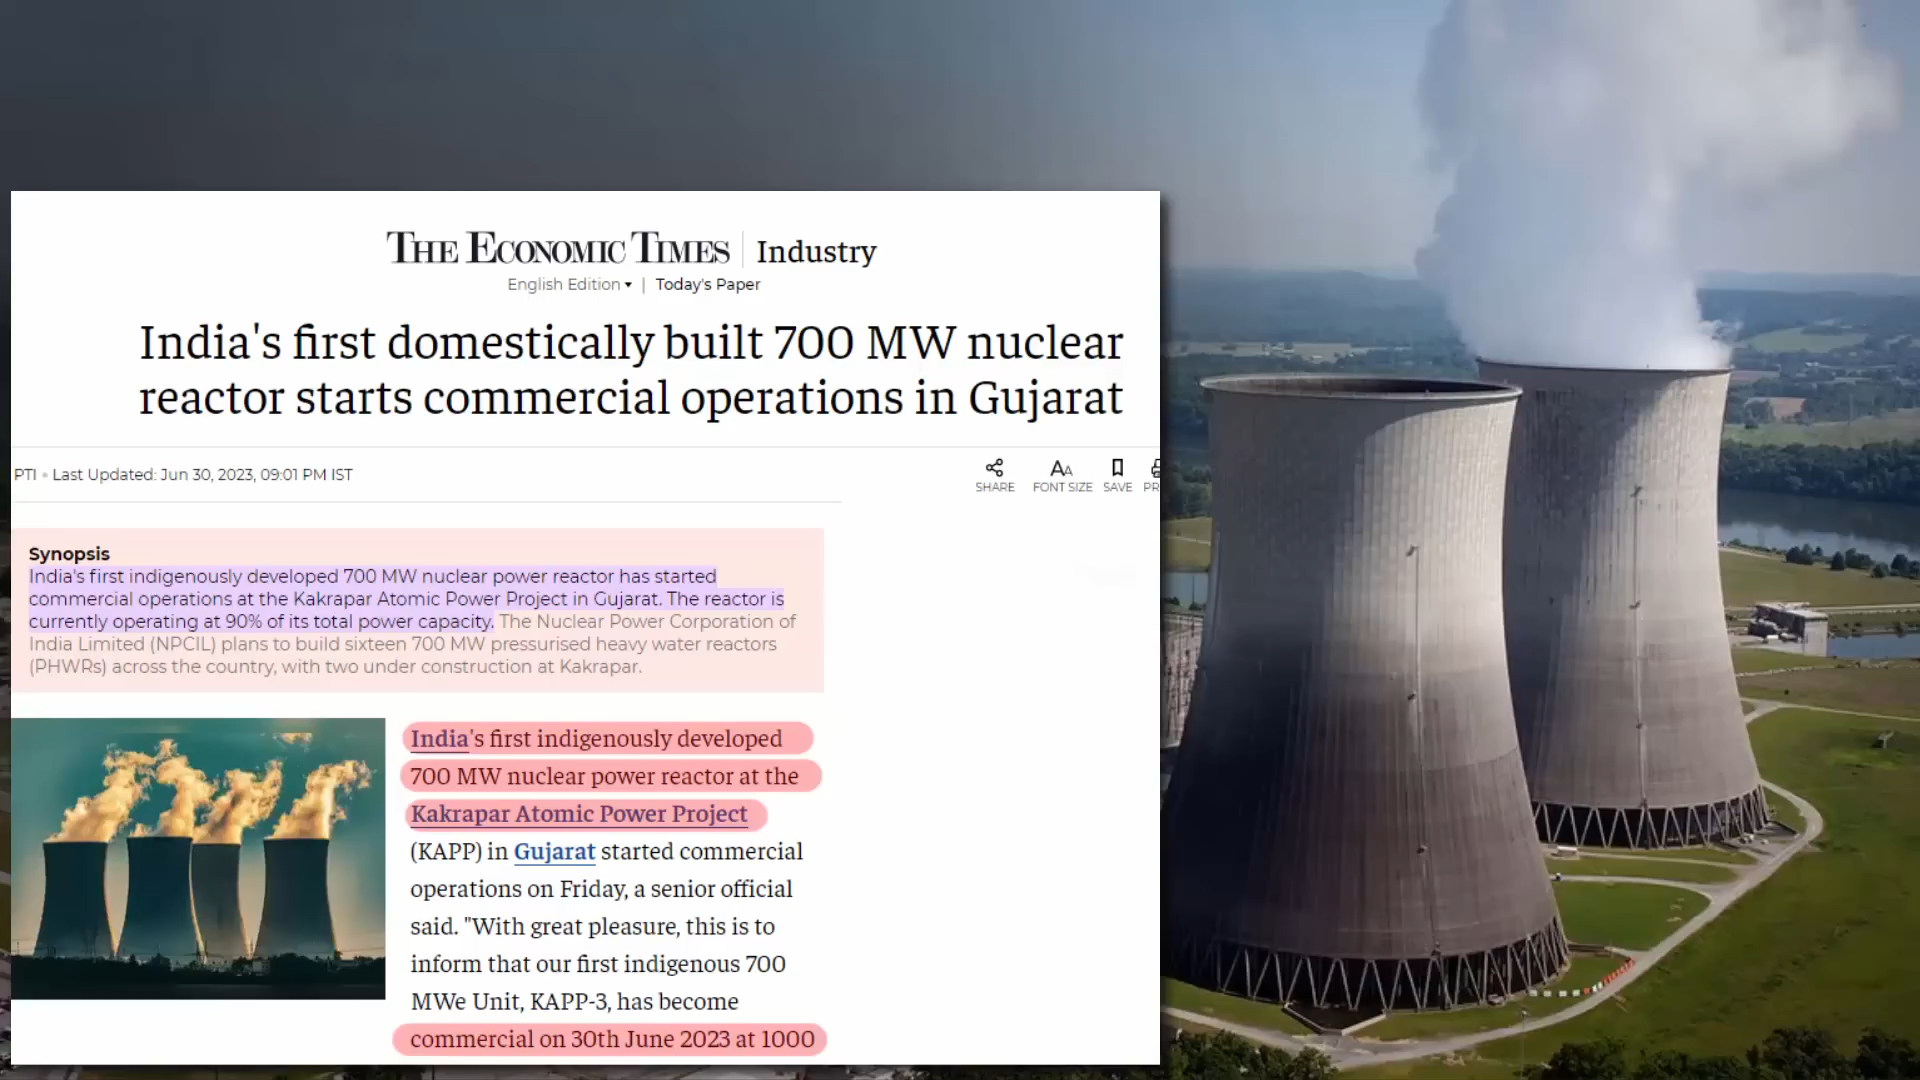 THE ECONOMIC TIMES | Industry
English Edition ▾ | Today's Paper
India's first domestically built 700 MW nuclear
reactor starts commercial operations in Gujarat
PTI • Last Updated: Jun 30, 2023, 09:01 PM IST
SHARE
FONT SIZE
SAVE
Synopsis
India's first indigenously developed 700 MW nuclear power reactor has started
commercial operations at the Kakrapar Atomic Power Project in Gujarat. The reactor is
currently operating at 90% of its total power capacity. The Nuclear Power Corporation of
India Limited (NPCIL) plans to build sixteen 700 MW pressurised heavy water reactors
(PHWRs) across the country, with two under construction at Kakrapar.
India's first indigenously developed
700 MW nuclear power reactor at the
Kakrapar Atomic Power Project
(KAPP) in Gujarat started commercial
operations on Friday, a senior official
said. "With great pleasure, this is to
inform that our first indigenous 700
MWe Unit, KAPP-3, has become
commercial on 30th June 2023 at 1000